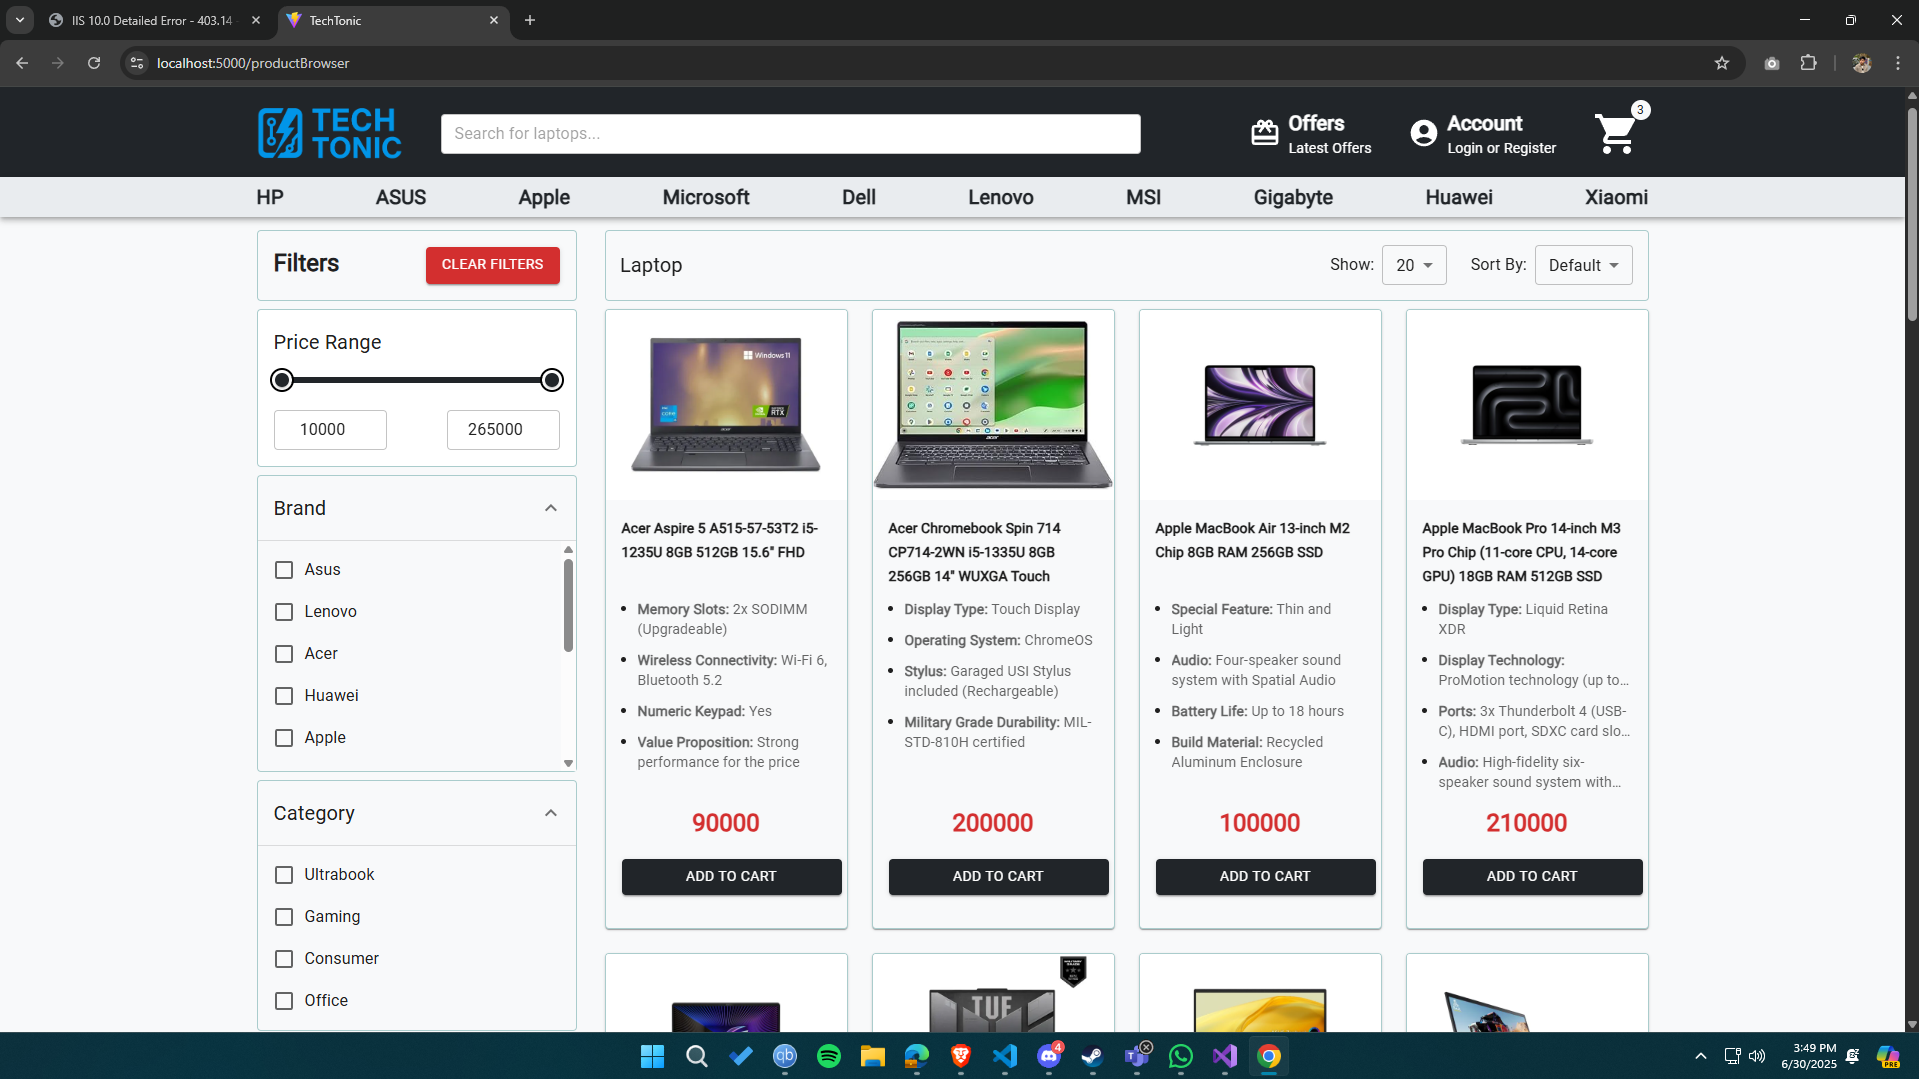 IIS 10.0 Detailed Error - 403.14
TechTonic
localhost:5000/productBrowser
TECH
TONIC
Search for laptops...
Offers
Latest Offers
Account
Login or Register
3
HP
ASUS
Apple
Microsoft
Dell
Lenovo
MSI
Gigabyte
Huawei
Xiaomi
Filters
CLEAR FILTERS
Price Range
10000
265000
Brand
Asus
Lenovo
Acer
Huawei
Apple
Category
Ultrabook
Gaming
Consumer
Office
Laptop
Show:
20
Sort By:
Default
Windows 11
acer
Acer Aspire 5 A515-57-53T2 i5-
1235U 8GB 512GB 15.6" FHD
Memory Slots: 2x SODIMM
(Upgradeable)
Wireless Connectivity: Wi-Fi 6,
Bluetooth 5.2
Numeric Keypad: Yes
Value Proposition: Strong
performance for the price
90000
ADD TO CART
acer
Acer Chromebook Spin 714
CP714-2WN i5-1335U 8GB
256GB 14" WUXGA Touch
Display Type: Touch Display
Operating System: ChromeOS
Stylus: Garaged USI Stylus
included (Rechargeable)
Military Grade Durability: MIL-
STD-810H certified
200000
ADD TO CART
Apple MacBook Air 13-inch M2
Chip 8GB RAM 256GB SSD
Special Feature: Thin and
Light
Audio: Four-speaker sound
system with Spatial Audio
Battery Life: Up to 18 hours
Build Material: Recycled
Aluminum Enclosure
100000
ADD TO CART
Apple MacBook Pro 14-inch M3
Pro Chip (11-core CPU, 14-core
GPU) 18GB RAM 512GB SSD
Display Type: Liquid Retina
XDR
Display Technology:
ProMotion technology (up to...
Ports: 3x Thunderbolt 4 (USB-
C), HDMI port, SDXC card slo...
Audio: High-fidelity six-
speaker sound system with...
210000
ADD TO CART
TUF
qb
4
3:49 PM
6/30/2025
PRE